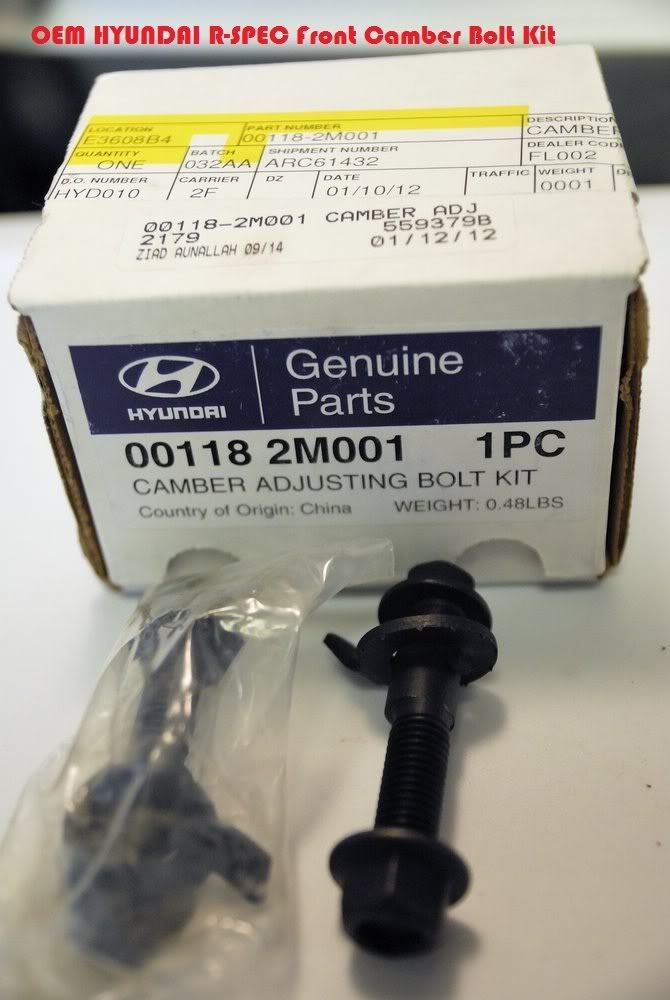 OEM HYUNDAI R-SPEC Front Camber Bolt Kit
LOCATION PART NUMBER DESCRIPTION
E3608B4 00118-2M001 CAMBER
QUANTITY BATCH SHIPMENT NUMBER DEALER CODE
ONE 032AA ARC61432 FL002
D.O. NUMBER CARRIER DZ DATE TRAFFIC WEIGHT
HYD010 2F 01/10/12 0001
00118-2M001 CAMBER ADJ
2179 559379B
ZIAD AUNALLAH 09/14 01/12/12
HYUNDAI
Genuine
Parts
00118 2M001 1PC
CAMBER ADJUSTING BOLT KIT
Country of Origin: China WEIGHT: 0.48LBS